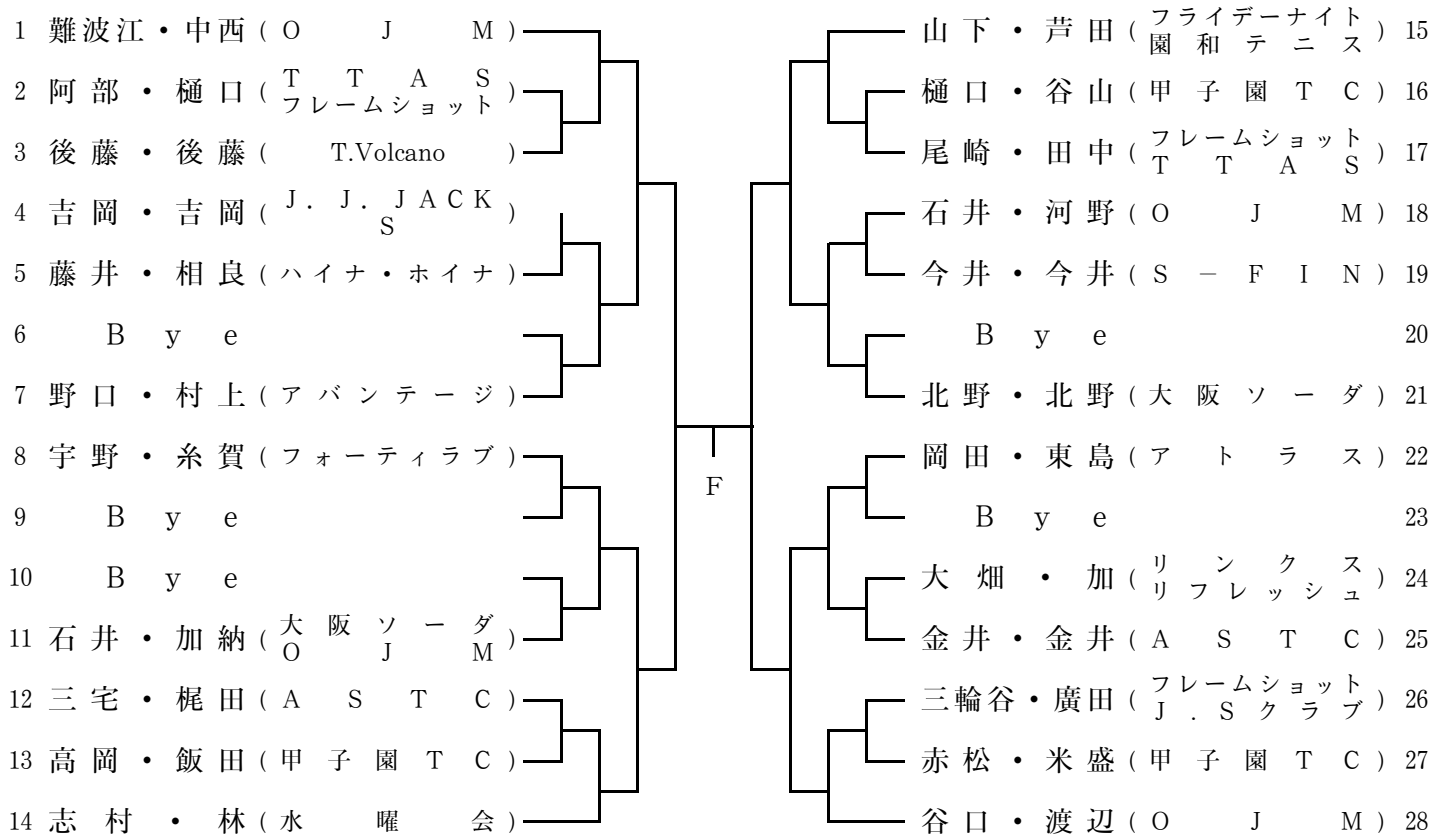 1 難波江・中西(OJM)
2 阿部・樋口(TTAS
フレームショット)
3 後藤・後藤(T.Volcano)
4 吉岡・吉岡(J.J.JACK
S)
5 藤井・相良(ハイナ・ホイナ)
6 Bye
7 野口・村上(アバンテージ)
8 宇野・糸賀(フォーティラブ)
9 Bye
10 Bye
11 石井・加納(大阪ソーダ
OJM)
12 三宅・梶田(ASTC)
13 高岡・飯田(甲子園TC)
14 志村・林(水曜会)
F
山下・芦田(フライデーナイト
園和テニス) 15
樋口・谷山(甲子園TC) 16
尾崎・田中(フレームショット
TTAS) 17
石井・河野(OJM) 18
今井・今井(S−FIN) 19
Bye 20
北野・北野(大阪ソーダ) 21
岡田・東島(アトラス) 22
Bye 23
大畑・加(リンクス
リフレッシュ) 24
金井・金井(ASTC) 25
三輪谷・廣田(フレームショット
J.Sクラブ) 26
赤松・米盛(甲子園TC) 27
谷口・渡辺(OJM) 28